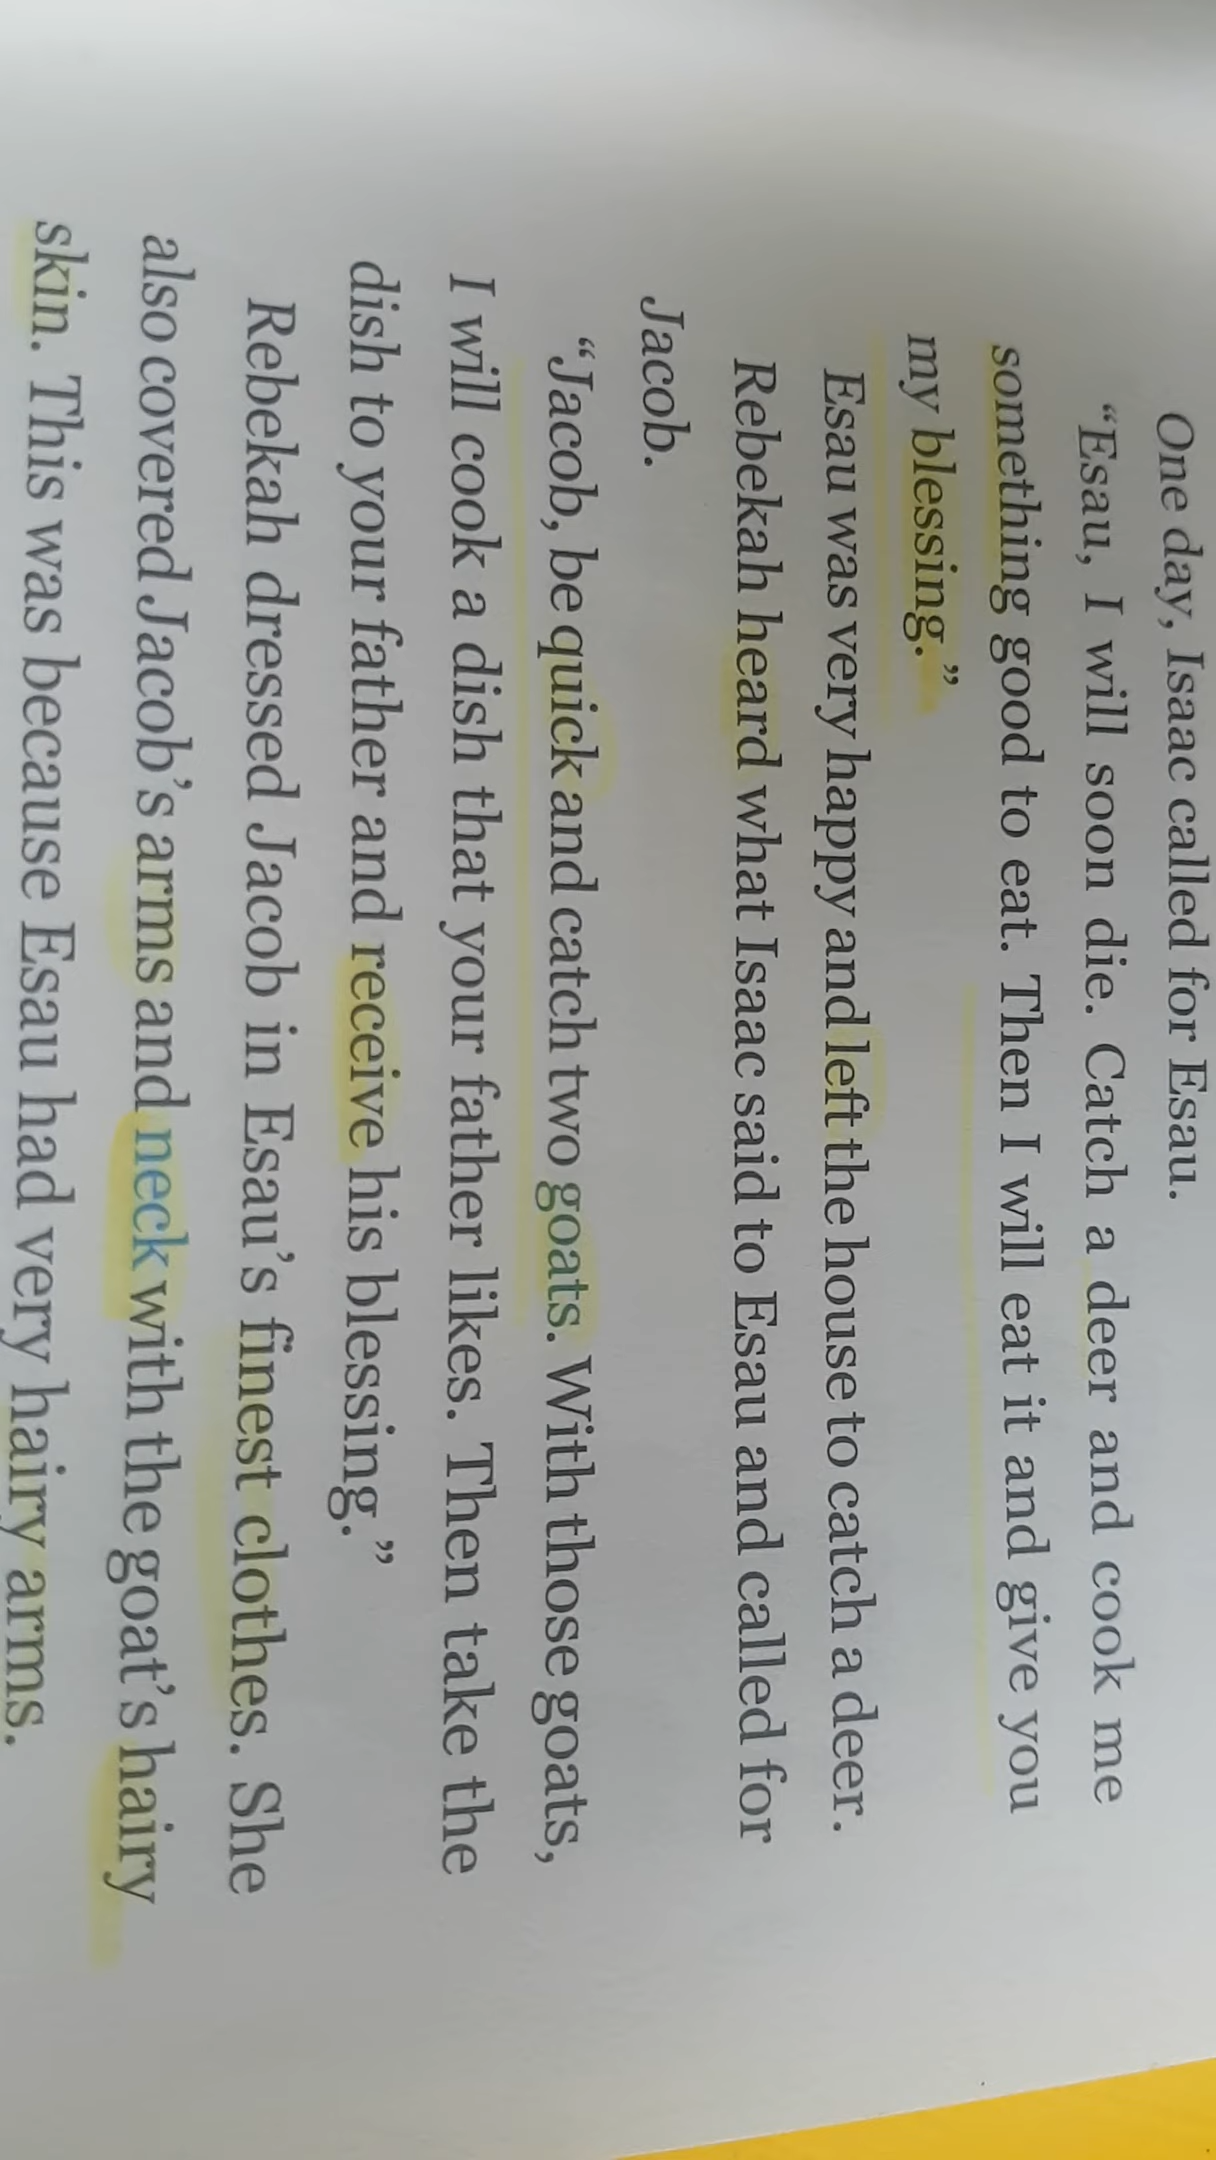 One day, Isaac called for Esau.
“Esau, I will soon die. Catch a deer and cook me
something good to eat. Then I will eat it and give you
my blessing.”
Esau was very happy and left the house to catch a deer.
Rebekah heard what Isaac said to Esau and called for
Jacob.
“Jacob, be quick and catch two goats. With those goats,
I will cook a dish that your father likes. Then take the
dish to your father and receive his blessing.”
Rebekah dressed Jacob in Esau’s finest clothes. She
also covered Jacob’s arms and neck with the goat’s hairy
skin. This was because Esau had very hairy arms.